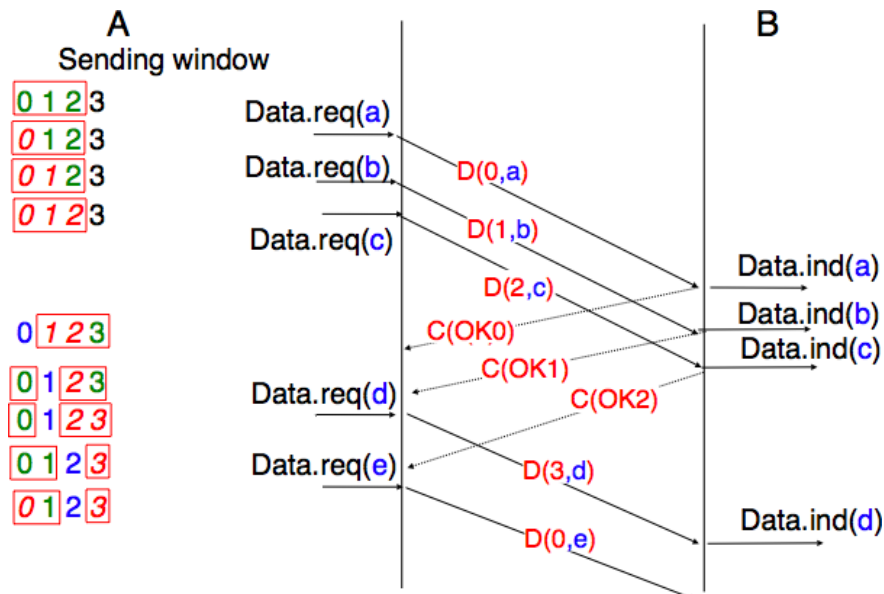 A
B
Sending window
0 1 2 3
Data.req(a)
0 1 2 3
Data.req(b)
D(0,a)
0 1 2 3
0 1 2 3
D(1,b)
Data.req(c)
Data.ind(a)
D(2,c)
Data.ind(b)
0 1 2 3
C(OK0)
Data.ind(c)
C(OK1)
0 1 2 3
Data.req(d)
C(OK2)
0 1 2 3
0 1 2 3
Data.req(e)
D(3,d)
0 1 2 3
Data.ind(d)
D(0,e)